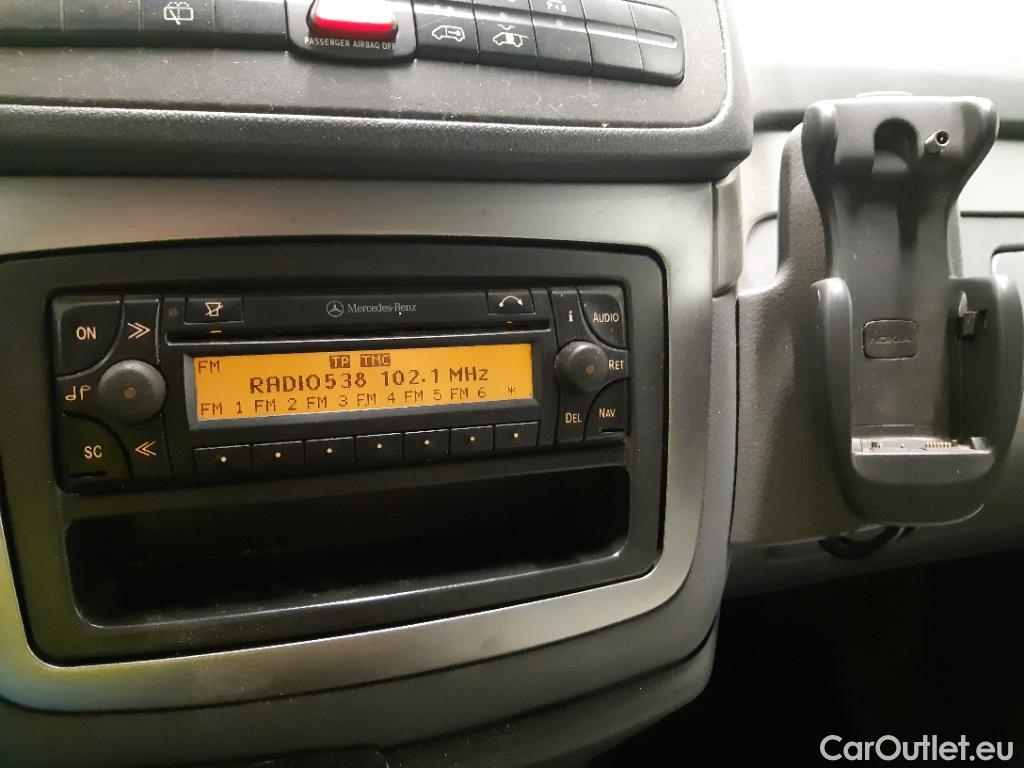 PASSENGER AIRBAG OFF
Mercedes-Benz
ON
i
AUDIO
FM
TP TMC
RADIO538 102.1 MHz
FM 1 FM 2 FM 3 FM 4 FM 5 FM 6 *
RET
SC
DEL
NAV
NOKIA
CarOutlet.eu